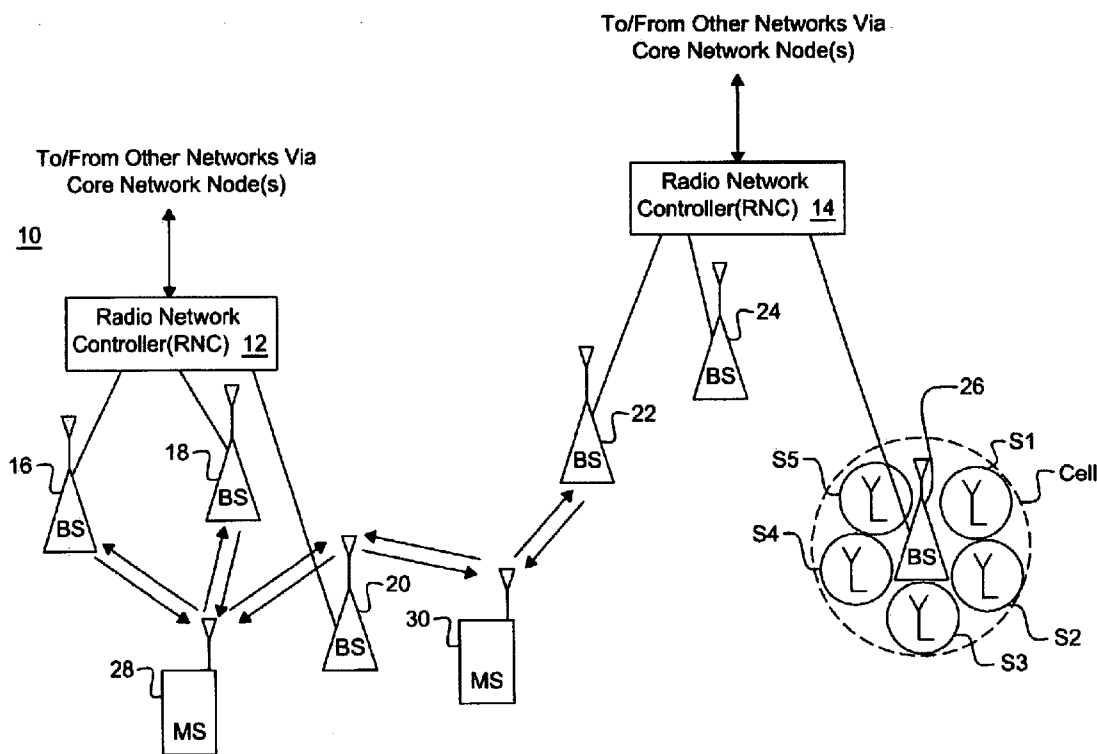 To/From Other Networks Via
Core Network Node(s)
To/From Other Networks Via
Core Network Node(s)
10
Radio Network
Controller(RNC) 14
Radio Network
Controller(RNC) 12
24
BS
22
BS
26
S1
Cell
S5
S4
BS
S2
S3
16
BS
18
BS
20
BS
30
MS
28
MS